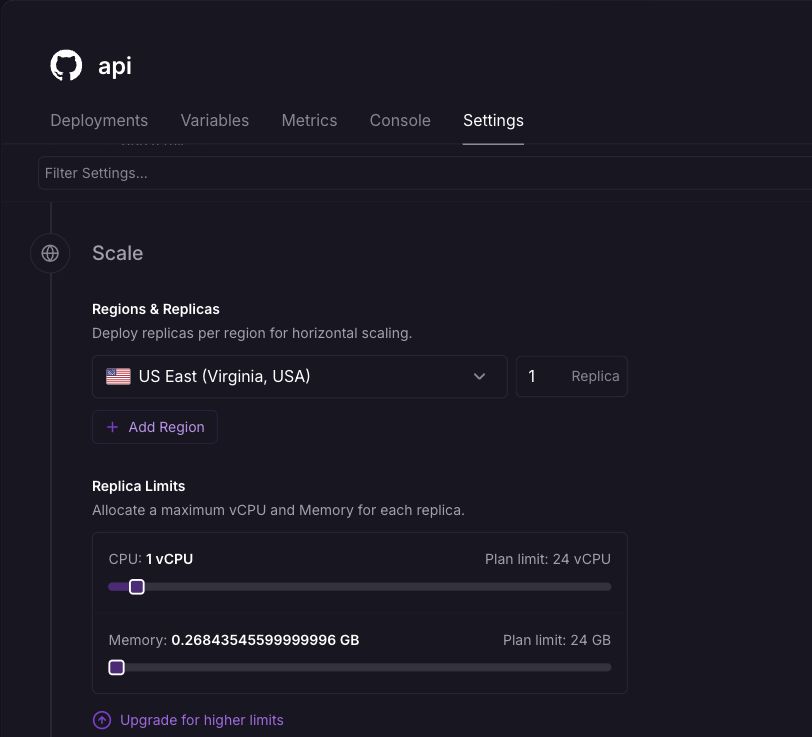 api
Deployments Variables Metrics Console Settings
Filter Settings...
Scale
Regions & Replicas
Deploy replicas per region for horizontal scaling.
US East (Virginia, USA) 1 Replica
+ Add Region
Replica Limits
Allocate a maximum vCPU and Memory for each replica.
CPU: 1 vCPU Plan limit: 24 vCPU
Memory: 0.26843545599999996 GB Plan limit: 24 GB
Upgrade for higher limits